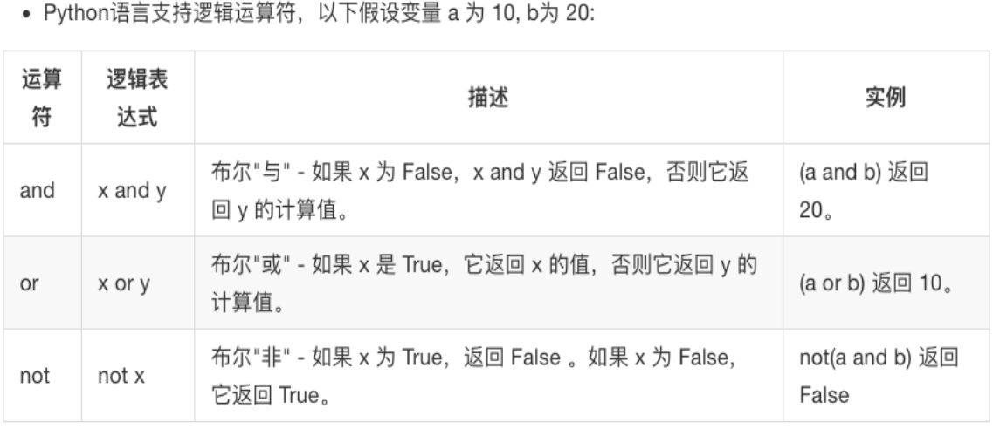 • Python语言支持逻辑运算符，以下假设变量 a 为 10, b为 20:
运算
符
逻辑表
达式
描述
实例
and
x and y
布尔"与" - 如果 x 为 False，x and y 返回 False，否则它返
回 y 的计算值。
(a and b) 返回
20。
or
x or y
布尔"或" - 如果 x 是 True，它返回 x 的值，否则它返回 y 的
计算值。
(a or b) 返回 10。
not
not x
布尔"非" - 如果 x 为 True，返回 False 。如果 x 为 False，
它返回 True。
not(a and b) 返回
False